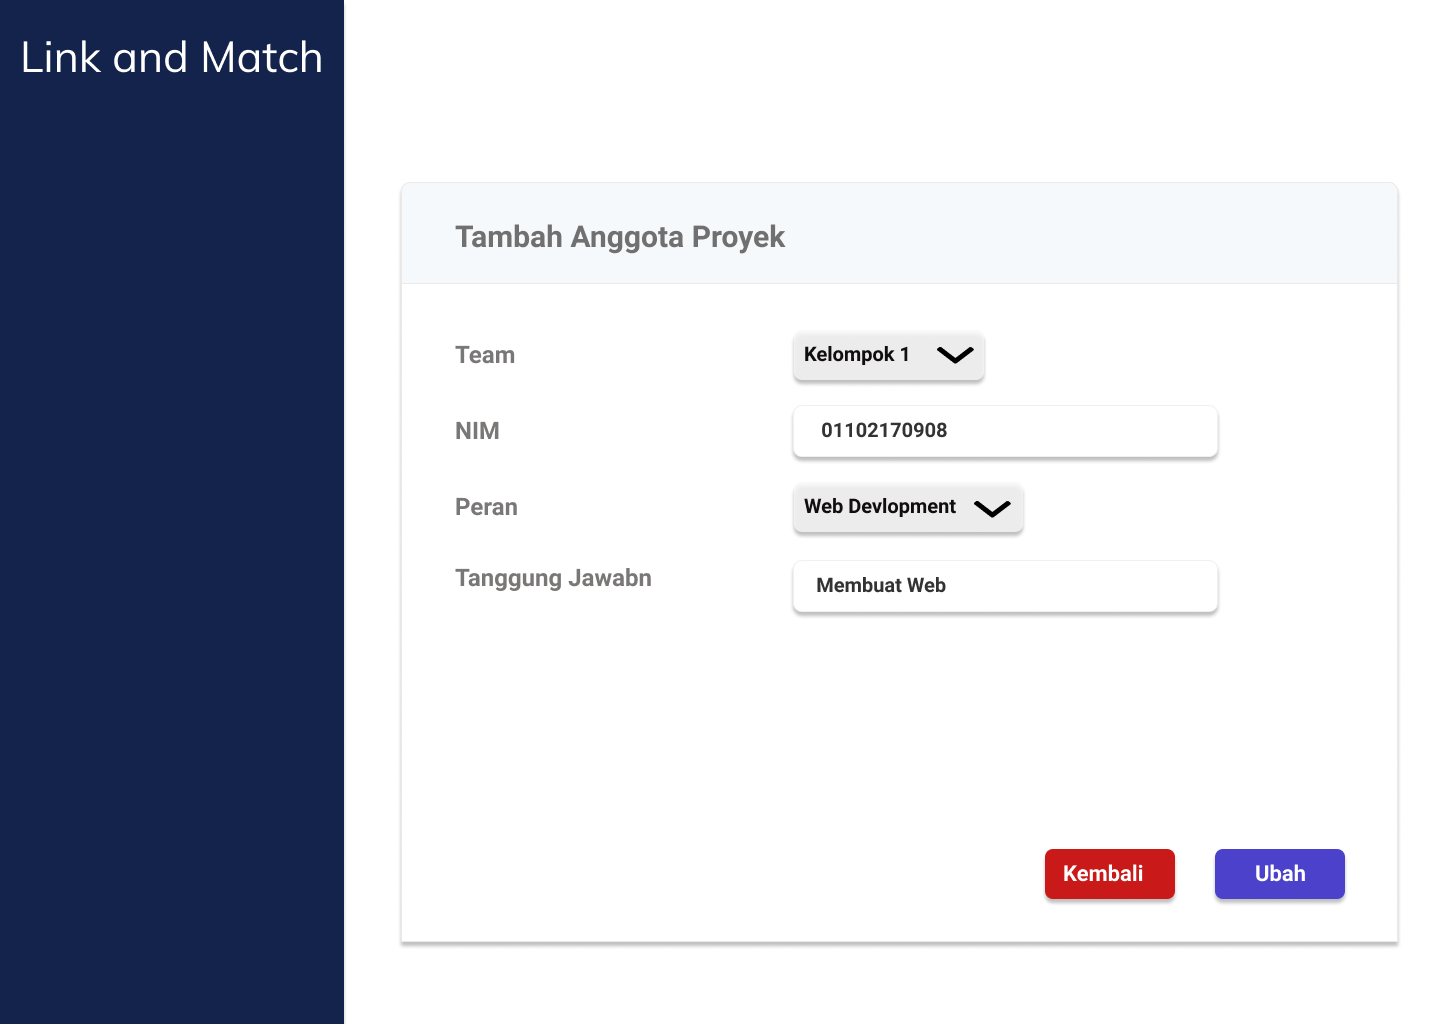 Link and Match
Tambah Anggota Proyek
Team
Kelompok 1
NIM
01102170908
Peran
Web Devlopment
Tanggung Jawabn
Membuat Web
Kembali
Ubah